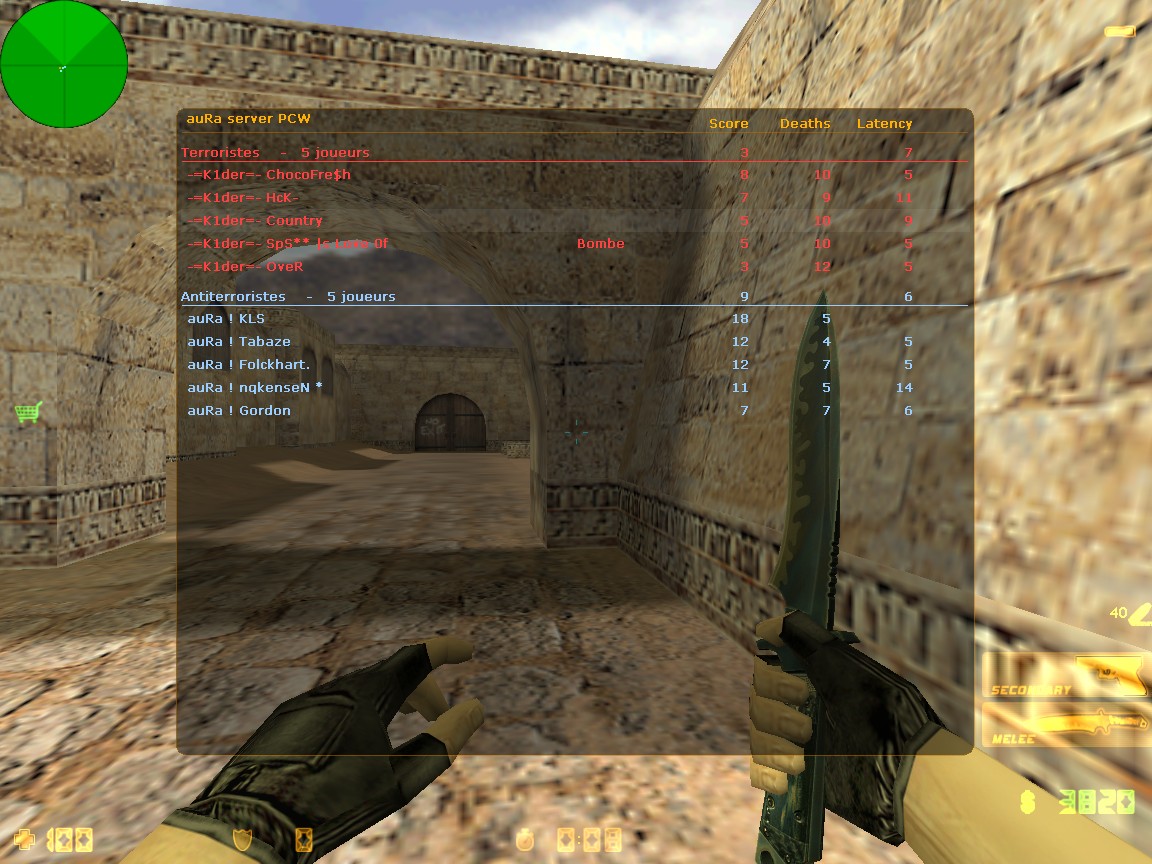 auRa server PCW Score Deaths Latency
Terroristes - 5 joueurs 3 7
-=K1der=- ChocoFre$h 8 10 5
-=K1der=- HcK- 7 9 11
-=K1der=- Country 5 10 9
-=K1der=- SpS** Is Bombe 5 10 5
-=K1der=- OveR 3 12 5
Antiterroristes - 5 joueurs 9 6
auRa ! KLS 18 5
auRa ! Tabaze 12 4 5
auRa ! Folckhart. 12 7 5
auRa ! nqkenseN * 11 5 14
auRa ! Gordon 7 7 6
40
SECONDARY
MELEE
$ 3820